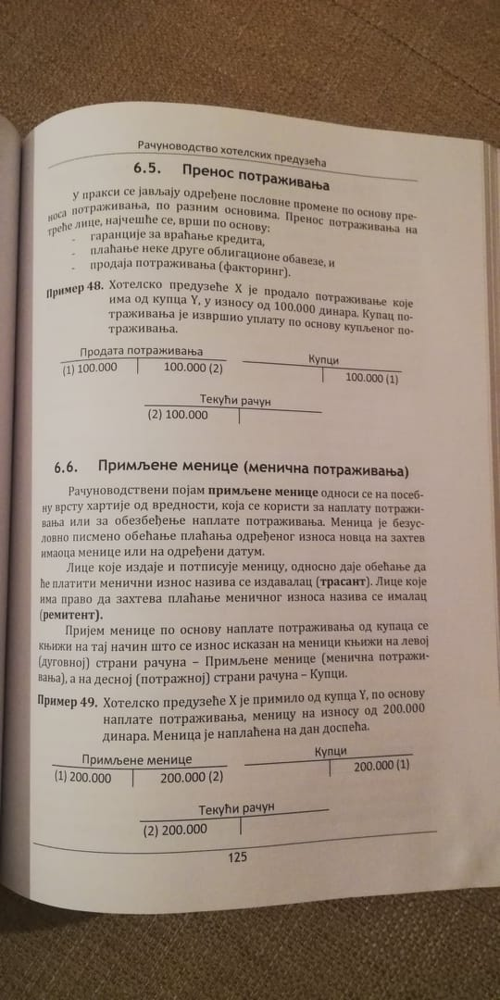 Рачуноводство хотелских предузећа
6.5. Пренос потраживања
У пракси се јављају одређене пословне промене по основу пре-
носа потраживања, по разним основима. Пренос потраживања на
треће лице, најчешће се, врши по основу:
- гаранције за враћање кредита,
- плаћање неке друге облигационе обавезе, и
- продаја потраживања (факторинг).
Пример 48. Хотелско предузеће X је продало потраживање које
има од купца Y, у износу од 100.000 динара. Купац по-
траживања је извршио уплату по основу купљеног по-
траживања.
Продата потраживања Купци
(1) 100.000 100.000 (2) 100.000 (1)
Текући рачун
(2) 100.000
6.6. Примљене менице (менична потраживања)
Рачуноводствени појам примљене менице односи се на посеб-
ну врсту хартије од вредности, која се користи за наплату потражи-
вања или за обезбеђење наплате потраживања. Меница је безус-
ловно писмено обећање плаћања одређеног износа новца на захтев
имаоца менице или на одређени датум.
Лице које издаје и потписује меницу, односно даје обећање да
ће платити менични износ назива се издавалац (трасант). Лице које
има право да захтева плаћање меничног износа назива се ималац
(ремитент).
Пријем менице по основу наплате потраживања од купаца се
књижи на тај начин што се износ исказан на меници књижи на левој
(дуговној) страни рачуна – Примљене менице (менична потражи-
вања), а на десној (потражној) страни рачуна – Купци.
Пример 49. Хотелско предузеће X је примило од купца Y, по основу
наплате потраживања, меницу на износу од 200.000
динара. Меница је наплаћена на дан доспећа.
Примљене менице Купци
(1) 200.000 200.000 (2) 200.000 (1)
Текући рачун
(2) 200.000
125